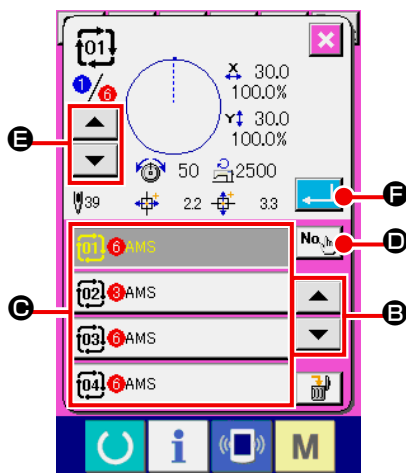 01
X 30.0
100.0%
1/6
Y 30.0
100.0%
E
50 2500
F
39 2.2 3.3
No.
D
01 6 AMS
02 3 AMS
B
C
03 6 AMS
04 6 AMS
i M